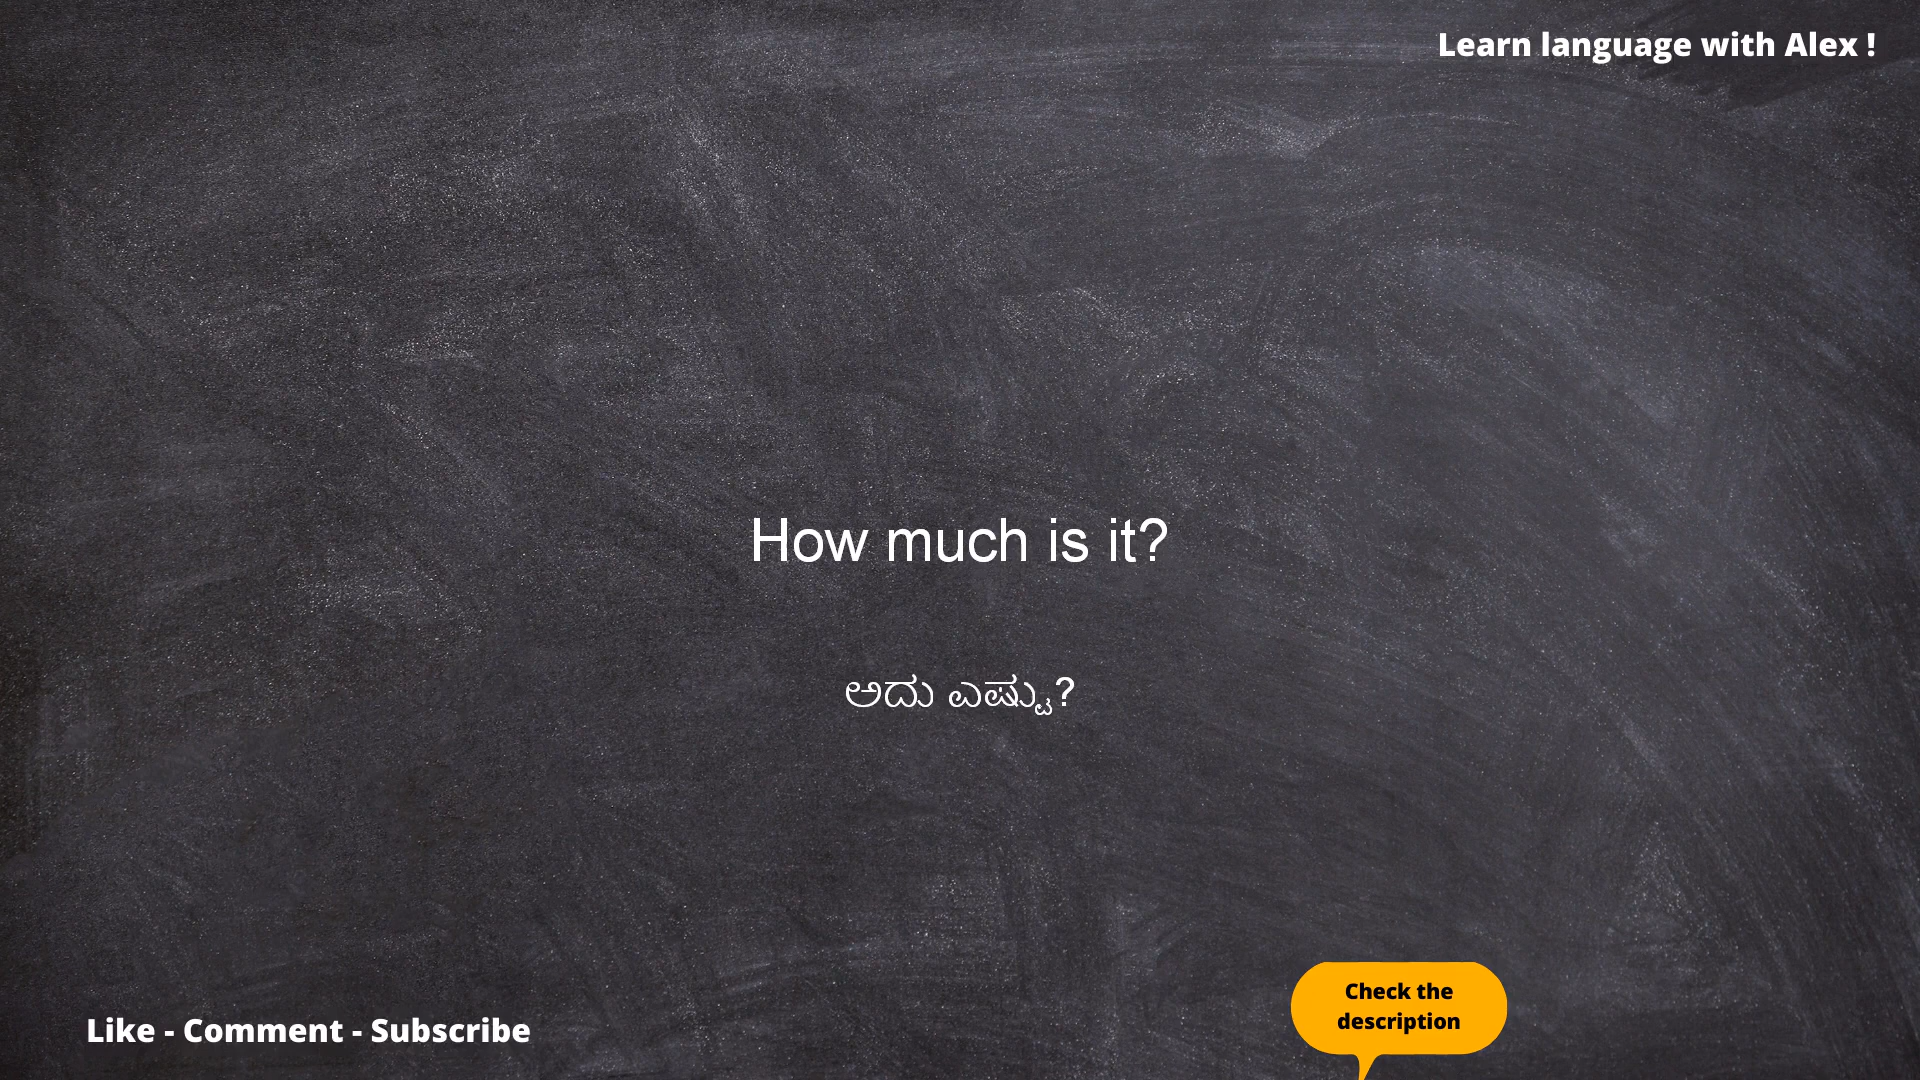 Learn language with Alex !
How much is it?
ಅದು ಎಷ್ಟು?
Check the
description
Like - Comment - Subscribe